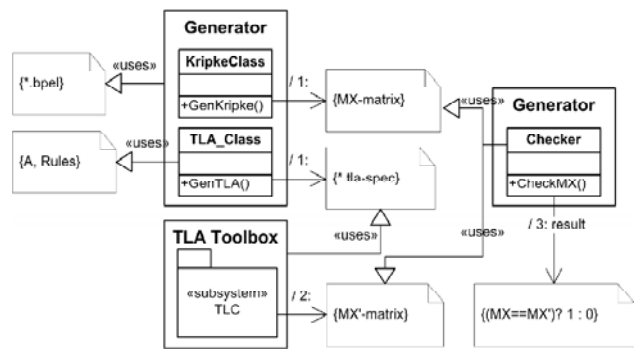 Generator
«uses»
KripkeClass
{*.bpel}
+GenKripke()
/ 1:
{MX-matrix}
«uses»
Generator
«uses»
TLA_Class
Checker
{A, Rules}
+GenTLA()
/ 1:
{*.tla-spec}
+CheckMX()
/ 3: result
TLA Toolbox
«uses»
«uses»
«subsystem»
TLC
/ 2:
{MX'-matrix}
{(MX==MX')? 1 : 0}